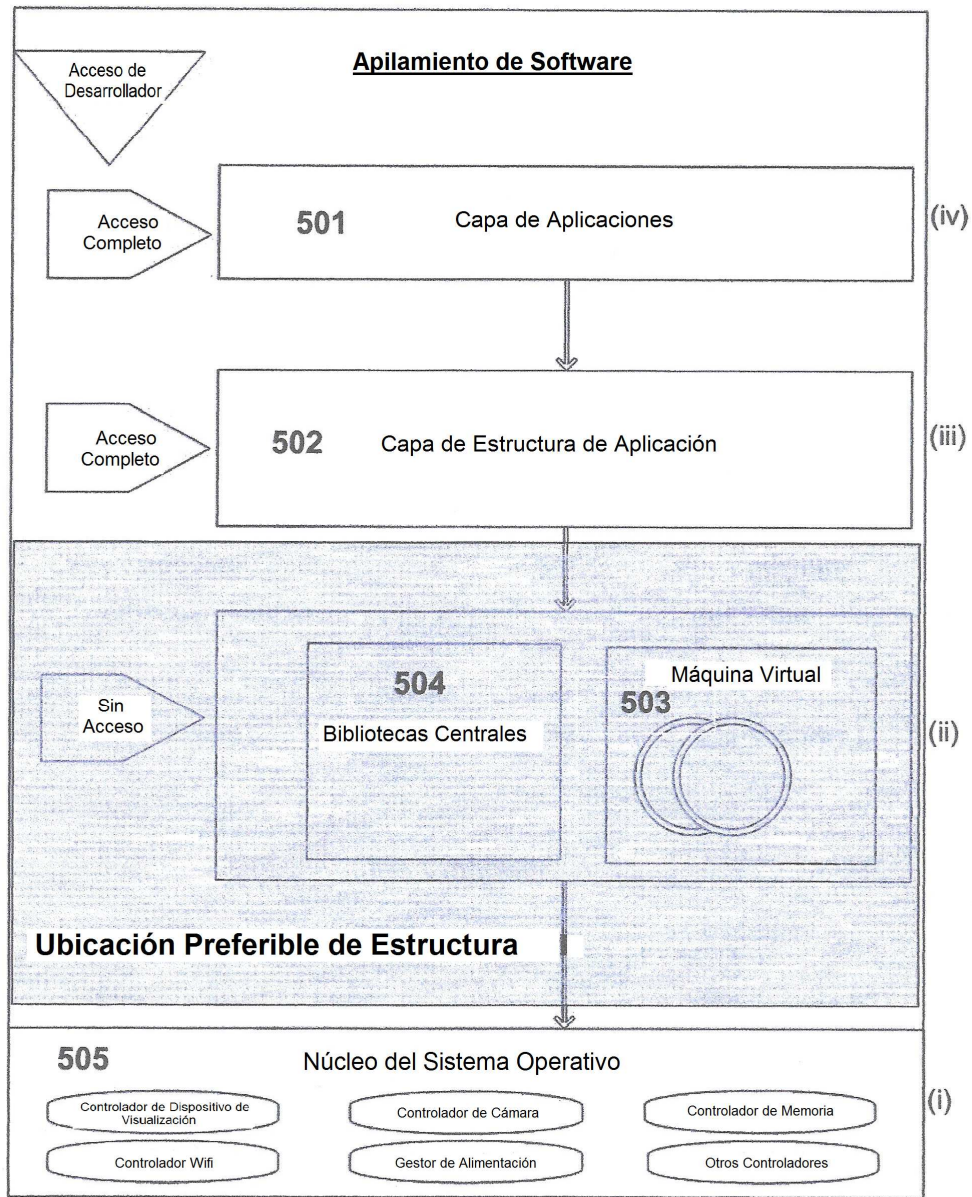 Apilamiento de Software
Acceso de
Desarrollador
Acceso
Completo
501 Capa de Aplicaciones
(iv)
Acceso
Completo
502 Capa de Estructura de Aplicación
(iii)
Sin
Acceso
504
Bibliotecas Centrales
Máquina Virtual
503
(ii)
Ubicación Preferible de Estructura
505 Núcleo del Sistema Operativo
(i)
Controlador de Dispositivo de
Visualización
Controlador de Cámara
Controlador de Memoria
Controlador Wifi
Gestor de Alimentación
Otros Controladores